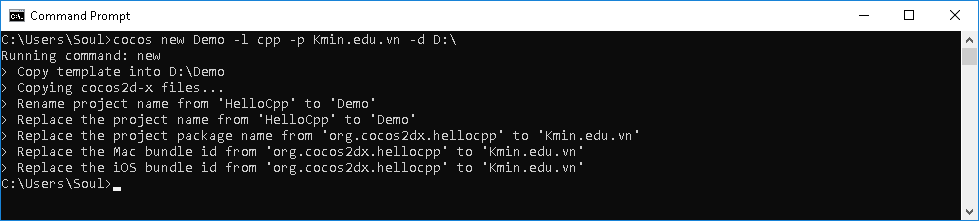 Command Prompt
C:\Users\Soul>cocos new Demo -l cpp -p Kmin.edu.vn -d D:\
Running command: new
> Copy template into D:\Demo
> Copying cocos2d-x files...
> Rename project name from 'HelloCpp' to 'Demo'
> Replace the project name from 'HelloCpp' to 'Demo'
> Replace the project package name from 'org.cocos2dx.hellocpp' to 'Kmin.edu.vn'
> Replace the Mac bundle id from 'org.cocos2dx.hellocpp' to 'Kmin.edu.vn'
> Replace the iOS bundle id from 'org.cocos2dx.hellocpp' to 'Kmin.edu.vn'
C:\Users\Soul>